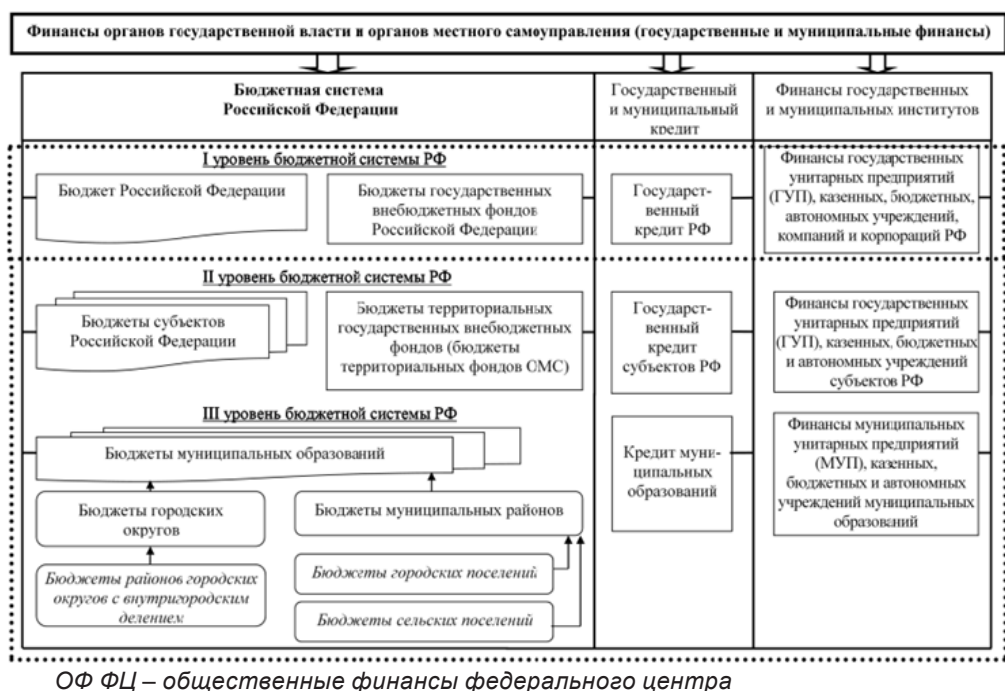 Финансы органов государственной власти и органов местного самоуправления (государственные и муниципальные финансы)
Бюджетная система
Российской Федерации
Государственный
и муниципальный
кредит
Финансы государственных
и муниципальных институтов
I уровень бюджетной системы РФ
Бюджет Российской Федерации
Бюджеты государственных
внебюджетных фондов
Российской Федерации
Государст-
венный
кредит РФ
Финансы государственных
унитарных предприятий
(ГУП), казенных, бюджетных,
автономных учреждений,
компаний и корпораций РФ
II уровень бюджетной системы РФ
Бюджеты субъектов
Российской Федерации
Бюджеты территориальных
государственных внебюджетных
фондов (бюджеты
территориальных фондов ОМС)
Государст-
венный
кредит
субъектов РФ
Финансы государственных
унитарных предприятий
(ГУП), казенных, бюджетных
и автономных учреждений
субъектов РФ
III уровень бюджетной системы РФ
Бюджеты муниципальных образований
Кредит муни-
ципальных
образований
Финансы муниципальных
унитарных предприятий
(МУП), казенных,
бюджетных и автономных
учреждений муниципальных
образований
Бюджеты городских
округов
Бюджеты муниципальных районов
Бюджеты районов городских
округов с внутригородским
делением
Бюджеты городских поселений
Бюджеты сельских поселений
ОФ ФЦ – общественные финансы федерального центра